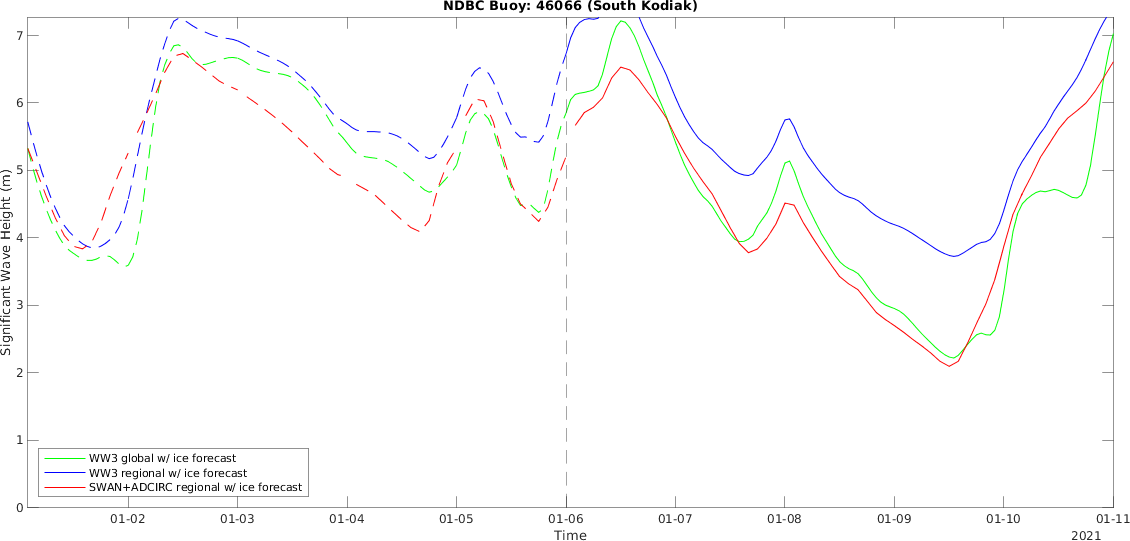 NDBC Buoy: 46066 (South Kodiak)
7
6
5
4
3
2
1
0
Significant Wave Height (m)
WW3 global w/ ice forecast
WW3 regional w/ ice forecast
SWAN+ADCIRC regional w/ ice forecast
01-02 01-03 01-04 01-05 01-06 01-07 01-08 01-09 01-10 01-11
Time
2021